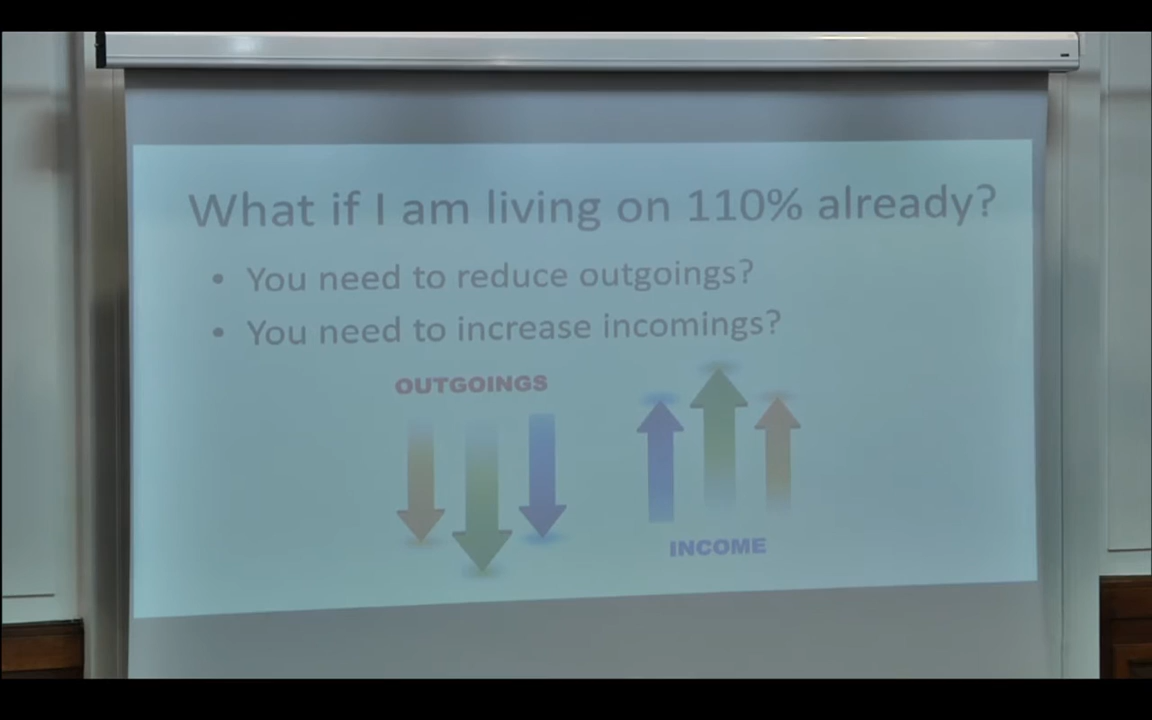 What if I am living on 110% already?
• You need to reduce outgoings?
• You need to increase incomings?
OUTGOINGS
INCOME